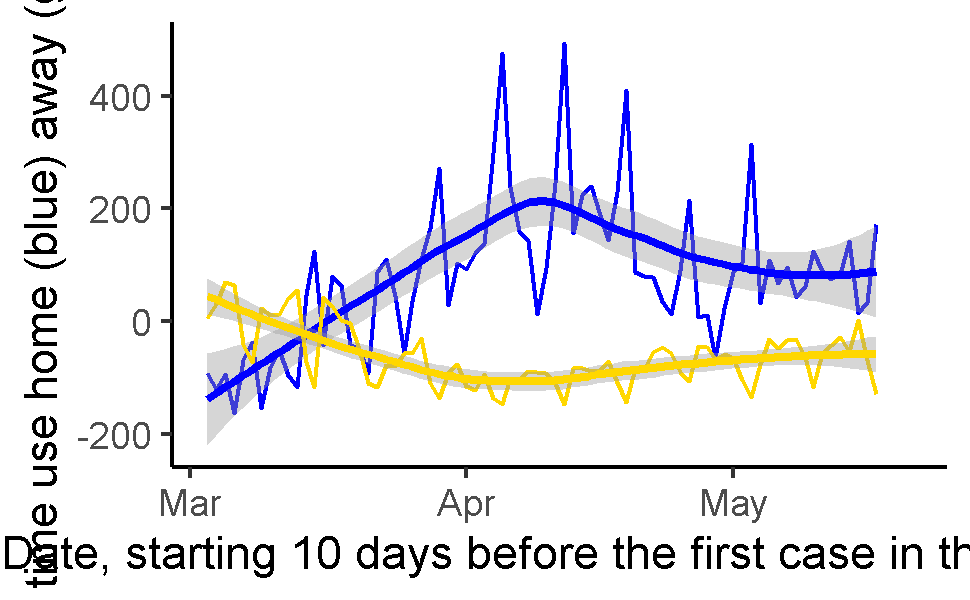 time use home (blue) away (
400
200
0
-200
Mar Apr May
Date, starting 10 days before the first case in th